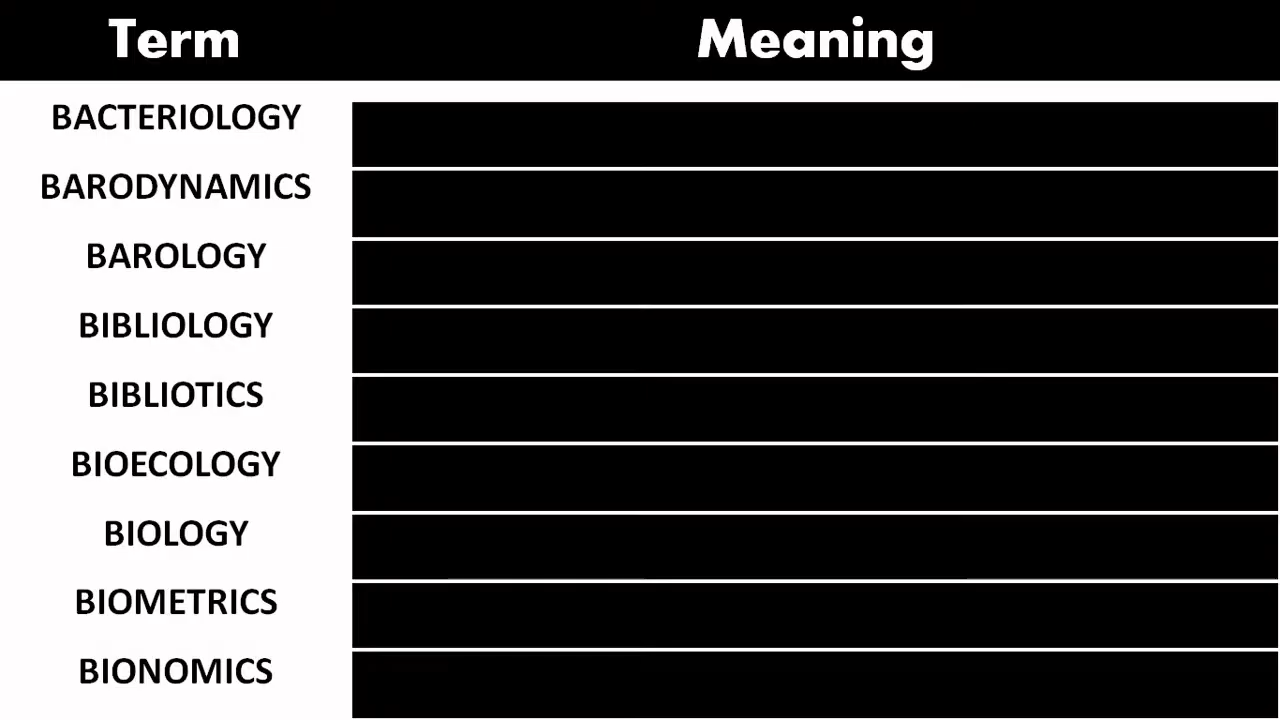 Term Meaning
BACTERIOLOGY
BARODYNAMICS
BAROLOGY
BIBLIOLOGY
BIBLIOTICS
BIOECOLOGY
BIOLOGY
BIOMETRICS
BIONOMICS